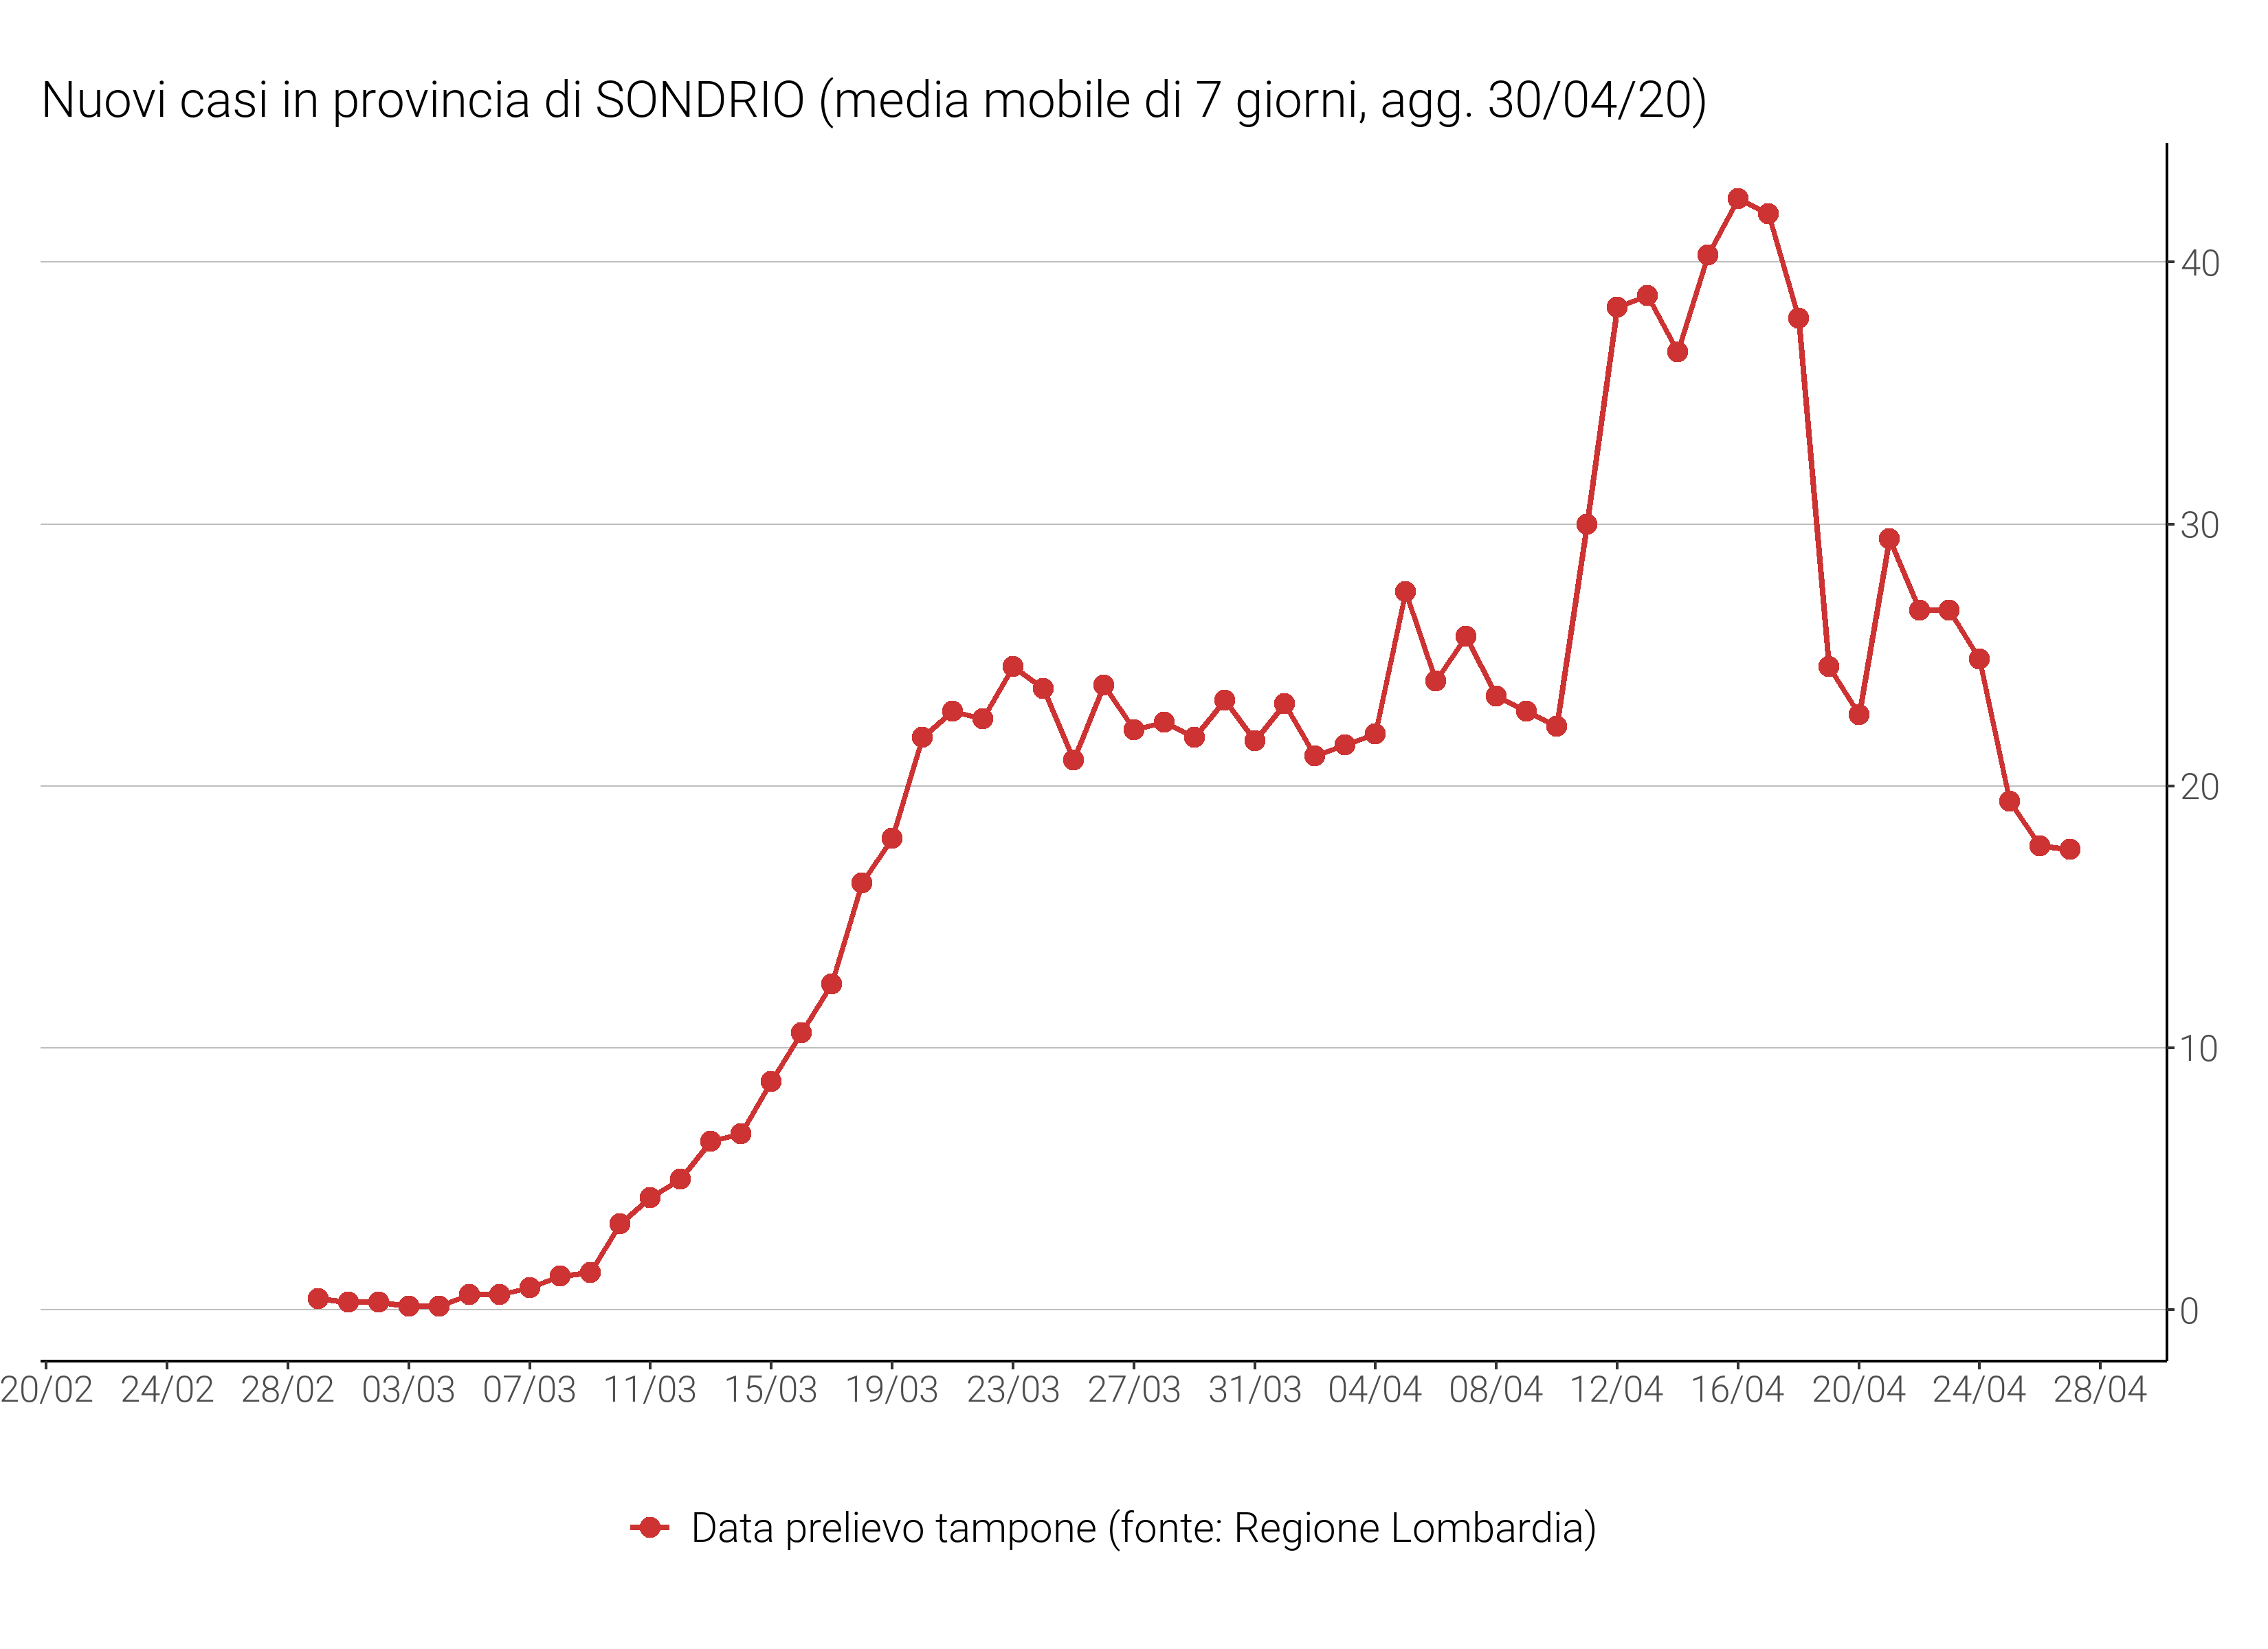 Nuovi casi in provincia di SONDRIO (media mobile di 7 giorni, agg. 30/04/20)
40
30
20
10
0
20/02 24/02 28/02 03/03 07/03 11/03 15/03 19/03 23/03 27/03 31/03 04/04 08/04 12/04 16/04 20/04 24/04 28/04
Data prelievo tampone (fonte: Regione Lombardia)